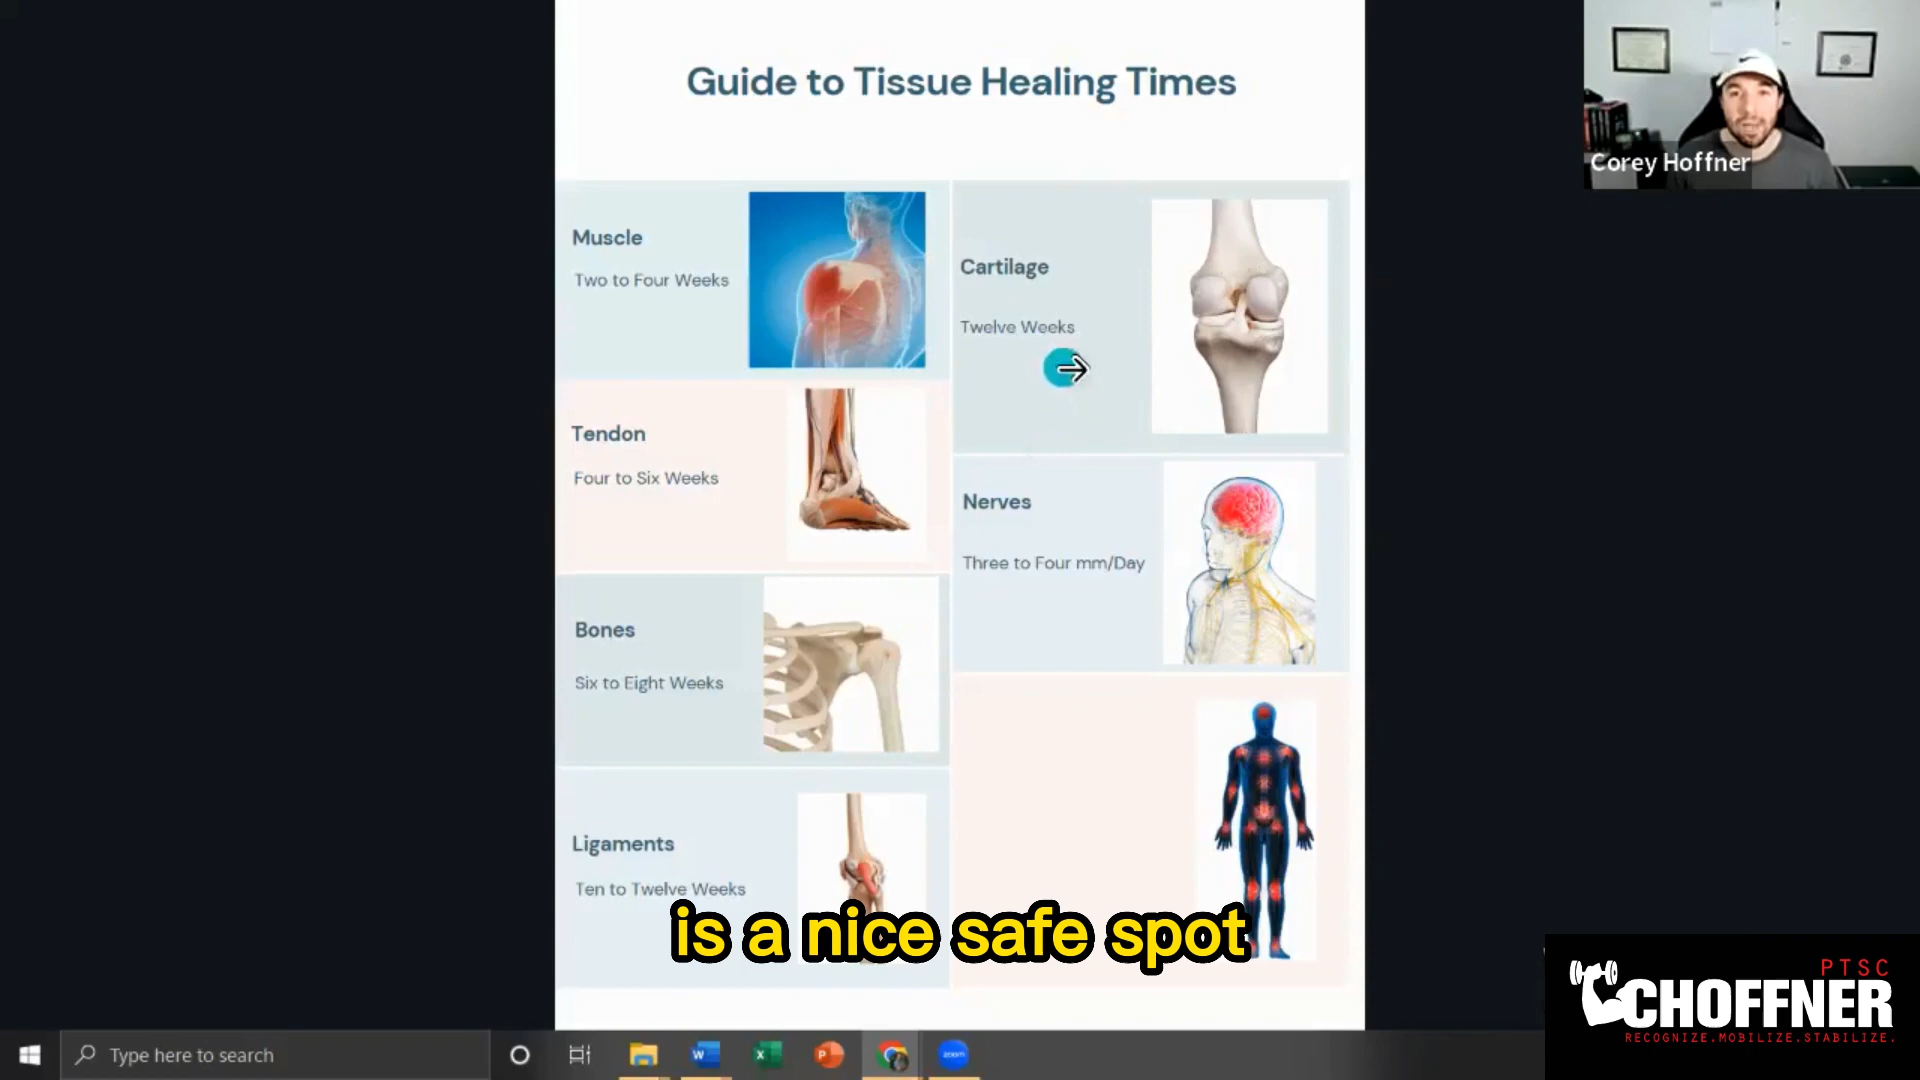 Guide to Tissue Healing Times
Corey Hoffner
Muscle
Two to Four Weeks
Cartilage
Twelve Weeks
Tendon
Four to Six Weeks
Nerves
Three to Four mm/Day
Bones
Six to Eight Weeks
Ligaments
Ten to Twelve Weeks
is a nice safe spot
PTSC
CHOFFNER
RECOGNIZE.MOBILIZE.STABILIZE.
Type here to search
zoom